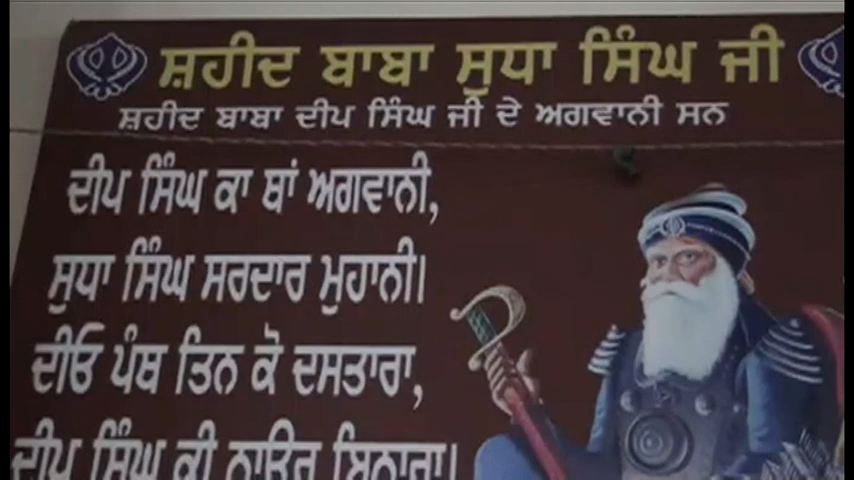 ਸ਼ਹੀਦ ਬਾਬਾ ਸੁਧਾ ਸਿੰਘ ਜੀ
ਸ਼ਹੀਦ ਬਾਬਾ ਦੀਪ ਸਿੰਘ ਜੀ ਦੇ ਅਗਵਾਨੀ ਸਨ
ਦੀਪ ਸਿੰਘ ਕਾ ਥਾਂ ਅਗਵਾਨੀ,
ਸੁਧਾ ਸਿੰਘ ਸਰਦਾਰ ਮੁਹਾਨੀ।
ਦੀਓ ਪੰਥ ਤਿਨ ਕੋ ਦਸਤਾਰਾ,
ਦੀਪ ਸਿੰਘ ਕੀ ਨਾਓਂਰ ਬਿਨਾਰਾ।